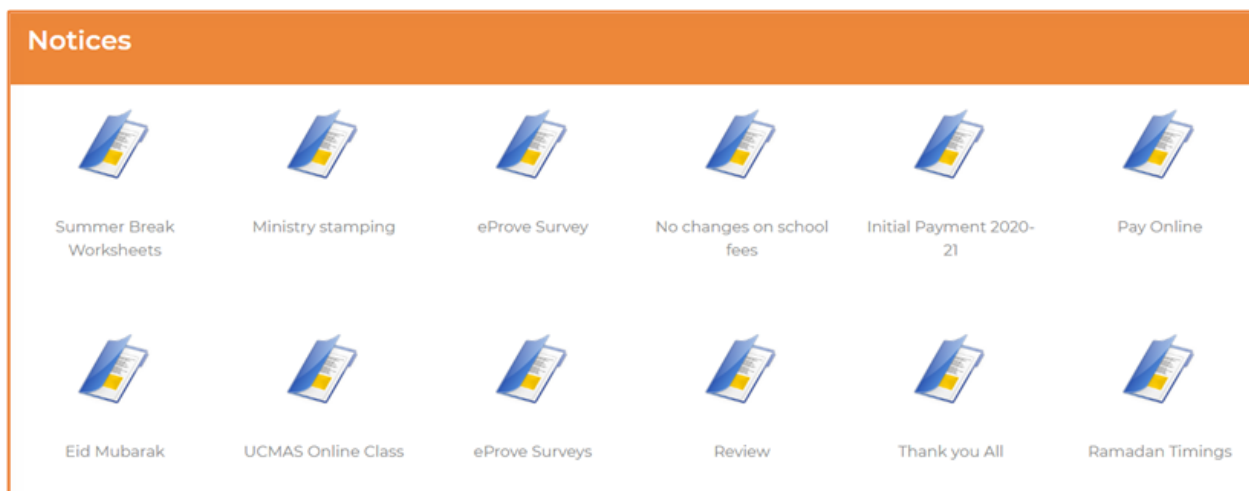 Notices
Summer Break
Worksheets
Ministry stamping
eProve Survey
No changes on school
fees
Initial Payment 2020-
21
Pay Online
Eid Mubarak
UCMAS Online Class
eProve Surveys
Review
Thank you All
Ramadan Timings